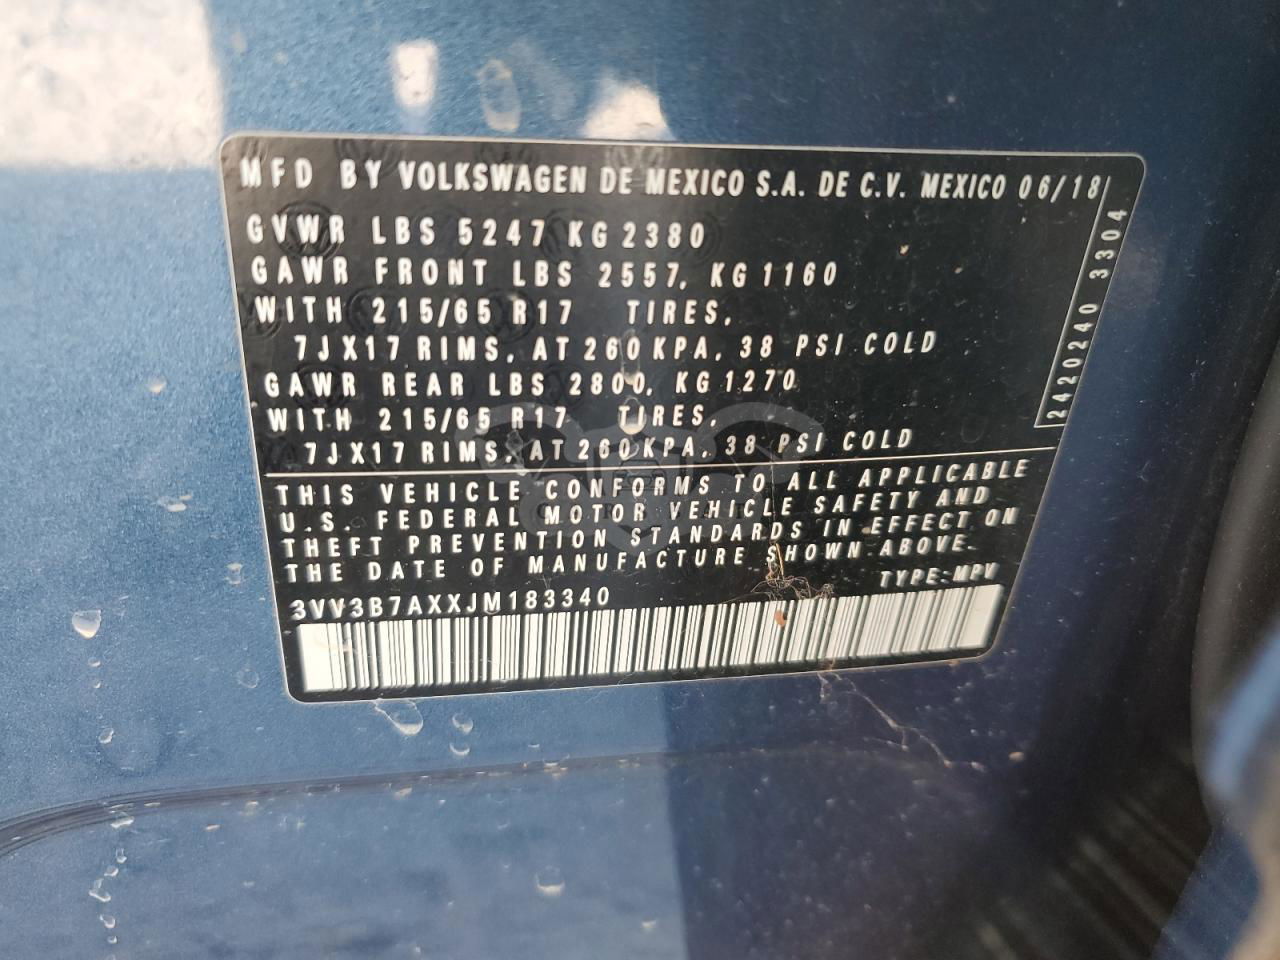 MFD BY VOLKSWAGEN DE MEXICO S.A. DE C.V. MEXICO 06/18
GVWR LBS 5247 KG 2380
GAWR FRONT LBS 2557, KG 1160
WITH 215/65 R17 TIRES,
7JX17 RIMS, AT 260 KPA, 38 PSI COLD
GAWR REAR LBS 2800, KG 1270
WITH 215/65 R17 TIRES,
7JX17 RIMS, AT 260 KPA, 38 PSI COLD
2420240 3304
THIS VEHICLE CONFORMS TO ALL APPLICABLE
U.S. FEDERAL MOTOR VEHICLE SAFETY AND
THEFT PREVENTION STANDARDS IN EFFECT ON
THE DATE OF MANUFACTURE SHOWN ABOVE.
TYPE:MPV
3VV3B7AXXJM183340